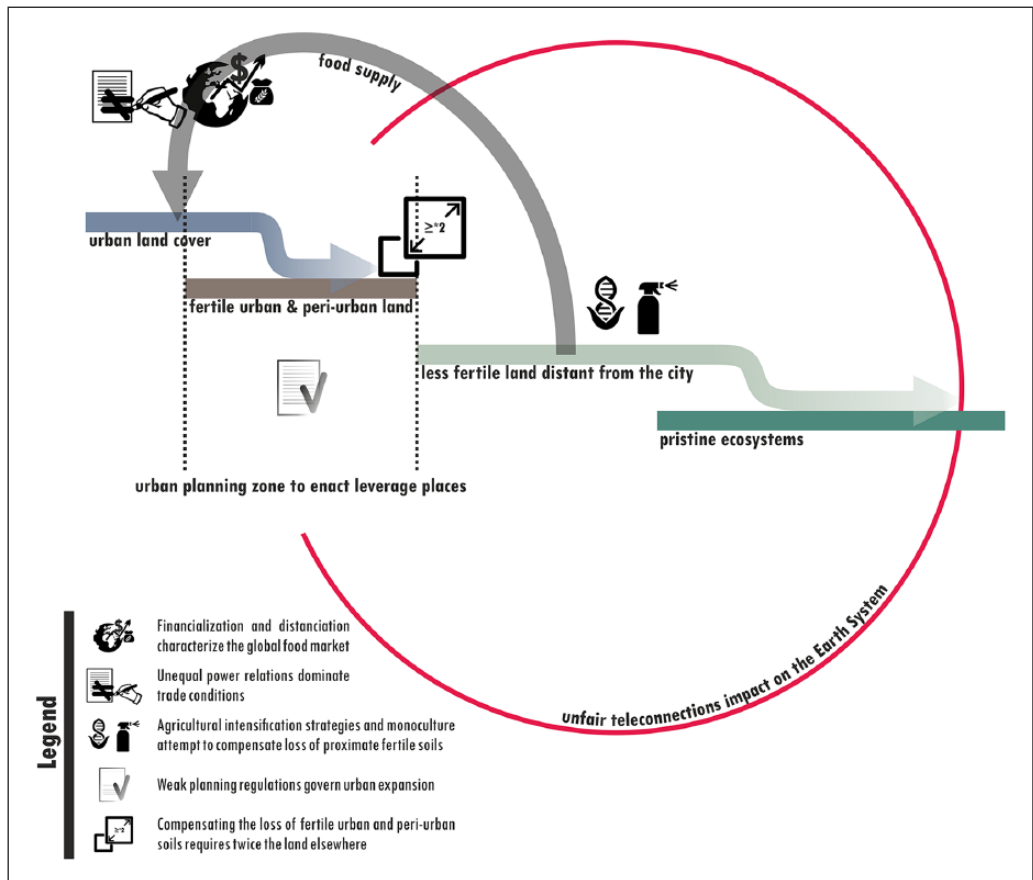 food supply
$
≥*2
urban land cover
fertile urban & peri-urban land
less fertile land distant from the city
pristine ecosystems
urban planning zone to enact leverage places
unfair teleconnections impact on the Earth System
Legend
Financialization and distanciation
characterize the global food market
Unequal power relations dominate
trade conditions
Agricultural intensification strategies and monoculture
attempt to compensate loss of proximate fertile soils
Weak planning regulations govern urban expansion
≥*2
Compensating the loss of fertile urban and peri-urban
soils requires twice the land elsewhere